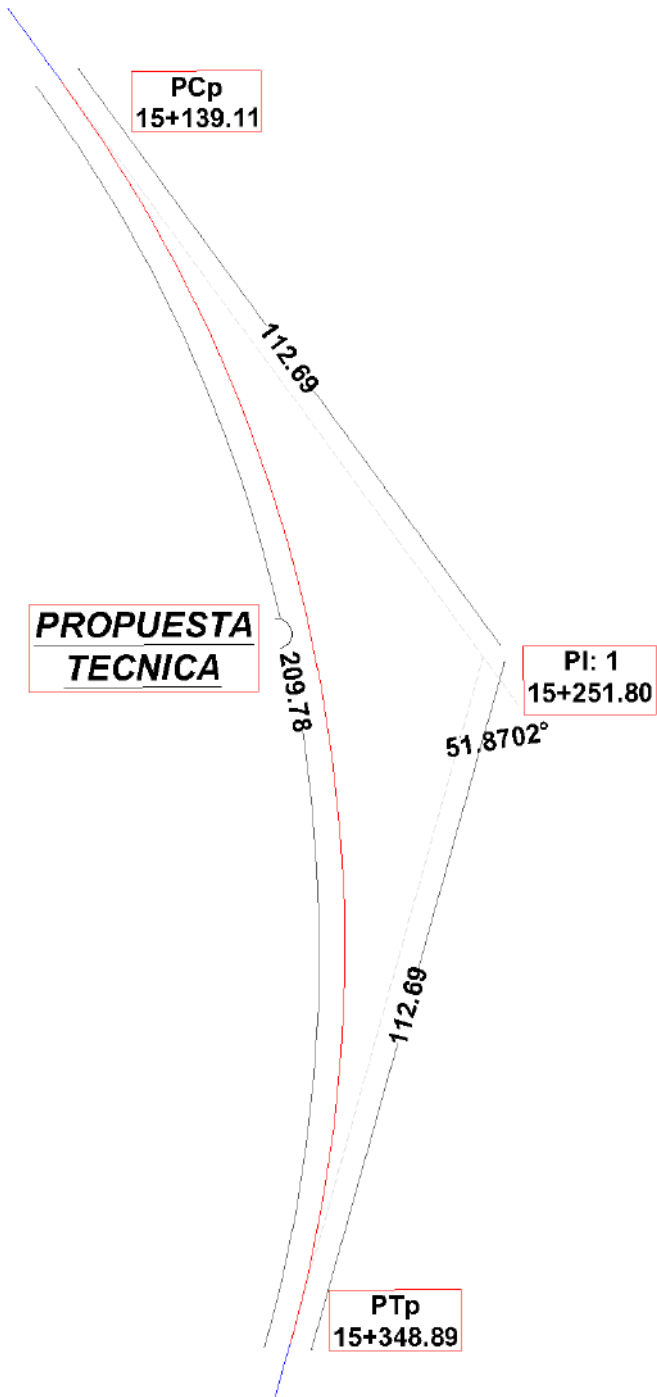 PCp
15+139.11
112.69
PROPUESTA
TECNICA
209.78
PI: 1
15+251.80
51.8702°
112.69
PTp
15+348.89